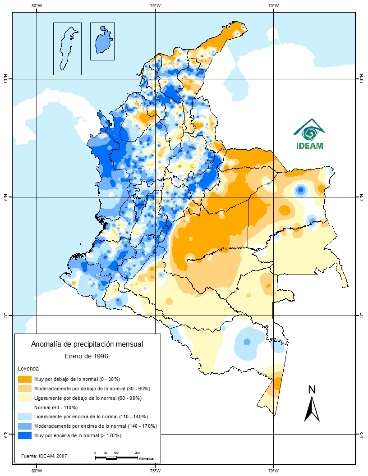 IDEAM
Anomalía de precipitación mensual
Enero de 1996
Leyenda
Muy por debajo de lo normal (0 - 30%)
Moderadamente por debajo de lo normal (30 - 60%)
Ligeramente por debajo de lo normal (60 - 90%)
Normal (90 - 110%)
Ligeramente por encima de lo normal (110 - 140%)
Moderadamente por encima de lo normal (140 - 170%)
Muy por encima de lo normal (> 170%)
Fuente: IDEAM, 2007
N